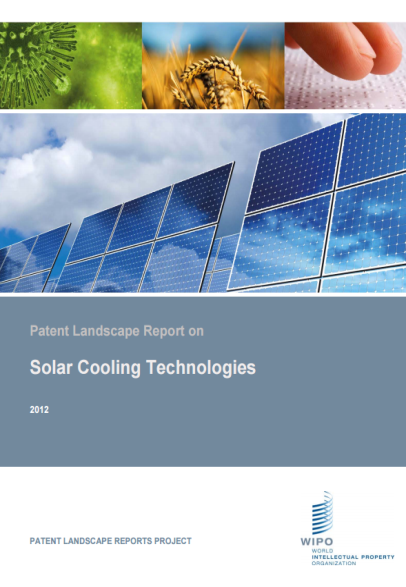 Patent Landscape Report on
Solar Cooling Technologies
2012
PATENT LANDSCAPE REPORTS PROJECT
WIPO
WORLD
INTELLECTUAL PROPERTY
ORGANIZATION